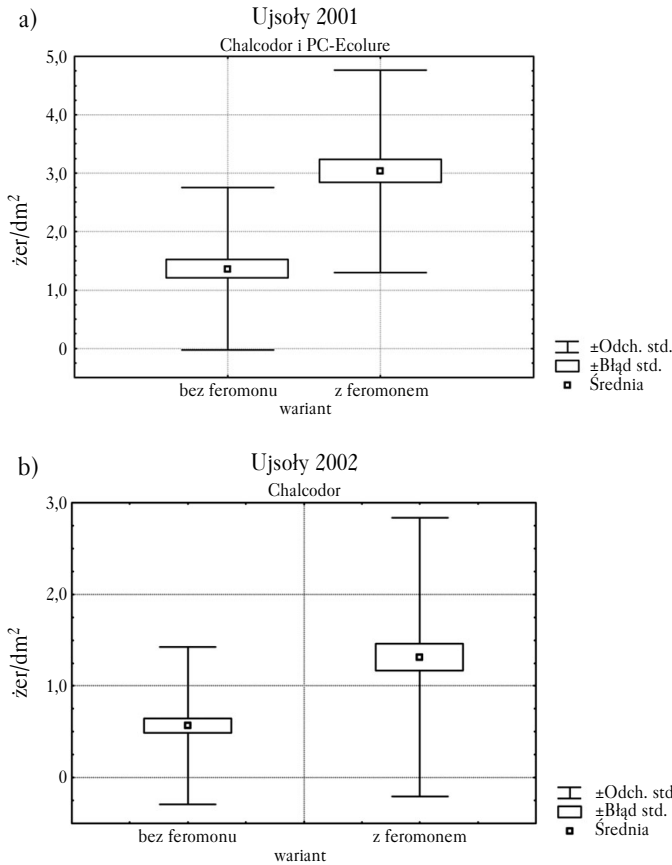 a)
Ujsoły 2001
Chalcodor i PC-Ecolure
5,0
4,0
3,0
2,0
1,0
0
żer/dm²
bez feromonu
z feromonem
wariant
±Odch. std.
±Błąd std.
Średnia
b)
Ujsoły 2002
Chalcodor
3,0
2,0
1,0
0
żer/dm²
bez feromonu
z feromonem
wariant
±Odch. std.
±Błąd std.
Średnia